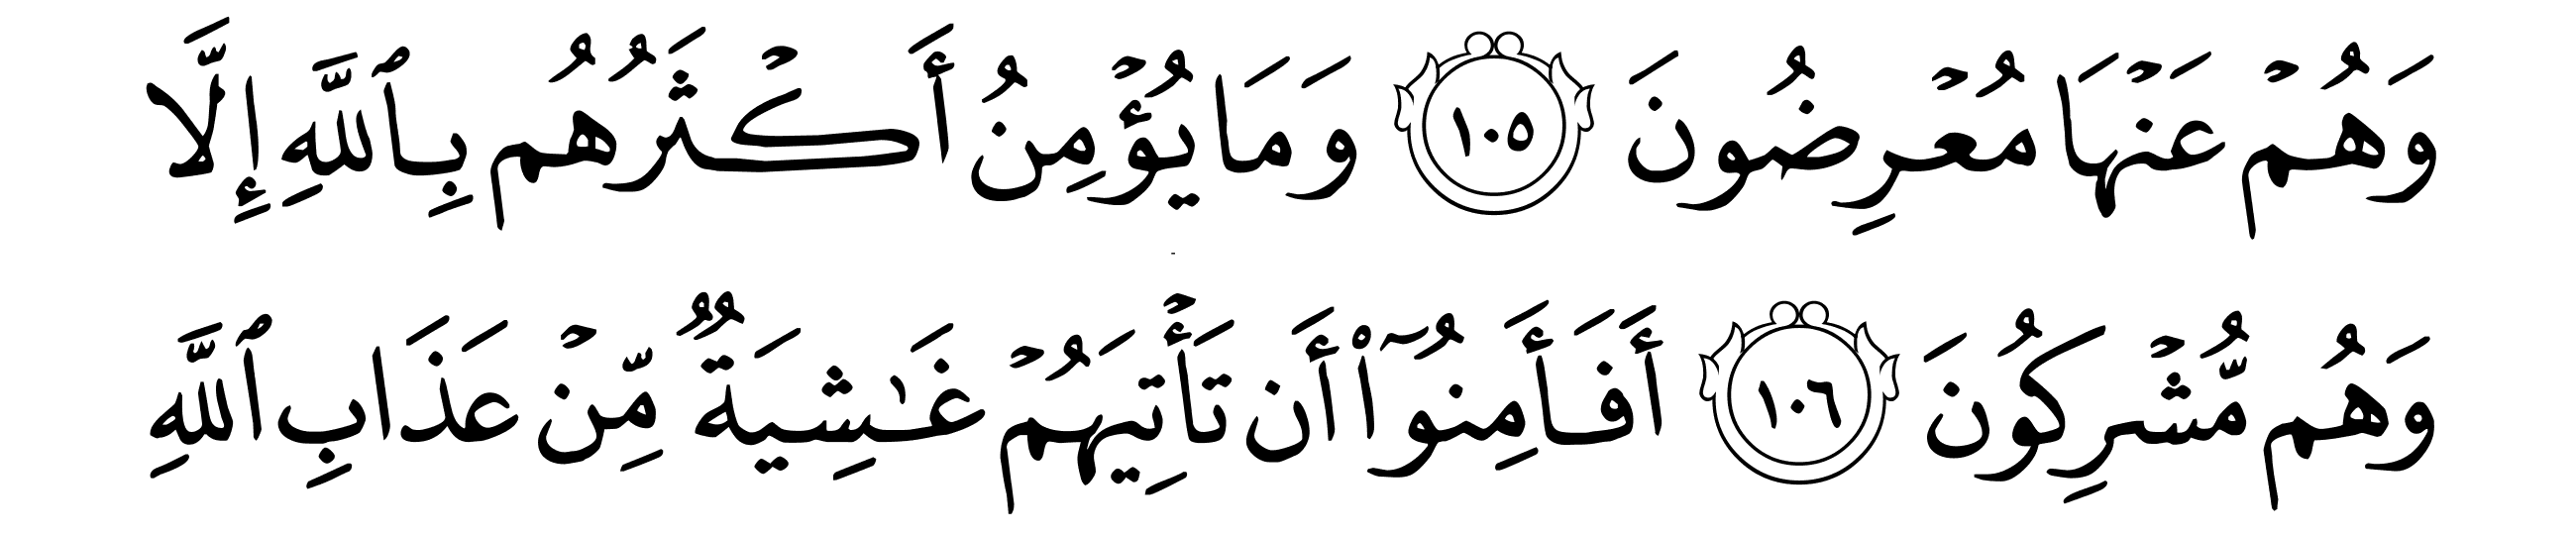 وَهُمْ عَنْهَا مُعْرِضُونَ ١٠٥ وَمَا يُؤْمِنُ أَكْثَرُهُم بِٱللَّهِ إِلَّا
وَهُم مُّشْرِكُونَ ١٠٦ أَفَأَمِنُوٓا۟ أَن تَأْتِيَهُمْ غَـٰشِيَةٌ مِّنْ عَذَابِ ٱللَّهِ